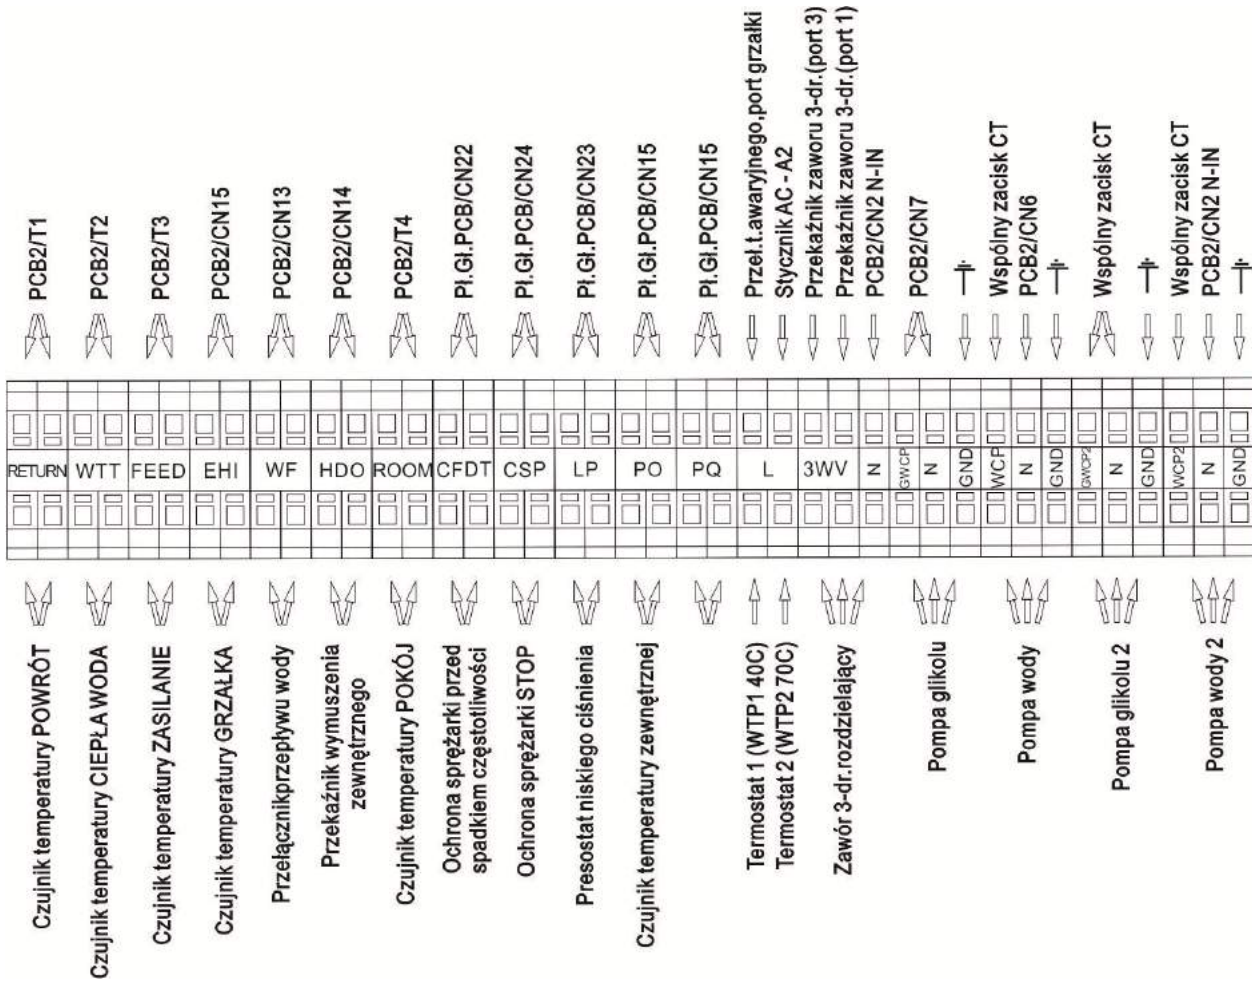 PCB2/T1
PCB2/T2
PCB2/T3
PCB2/CN15
PCB2/CN13
PCB2/CN14
PCB2/T4
Pł.Gł.PCB/CN22
Pł.Gł.PCB/CN24
Pł.Gł.PCB/CN23
Pł.Gł.PCB/CN15
Pł.Gł.PCB/CN15
Przeł.t.awaryjnego,port grzałki
Stycznik AC - A2
Przekaźnik zaworu 3-dr.(port 3)
Przekaźnik zaworu 3-dr.(port 1)
PCB2/CN2 N-IN
PCB2/CN7
Wspólny zacisk CT
PCB2/CN6
Wspólny zacisk CT
Wspólny zacisk CT
PCB2/CN2 N-IN
RETURN
WTT
FEED
EHI
WF
HDO
ROOM
CFDT
CSP
LP
PO
PQ
L
3WV
N
GWCP
N
GND
WCP
N
GND
GWCP2
N
GND
WCP2
N
GND
Czujnik temperatury POWRÓT
Czujnik temperatury CIEPŁA WODA
Czujnik temperatury ZASILANIE
Czujnik temperatury GRZAŁKA
Przełącznikprzepływu wody
Przekaźnik wymuszenia
zewnętrznego
Czujnik temperatury POKÓJ
Ochrona sprężarki przed
spadkiem częstotliwości
Ochrona sprężarki STOP
Presostat niskiego ciśnienia
Czujnik temperatury zewnętrznej
Termostat 1 (WTP1 40C)
Termostat 2 (WTP2 70C)
Zawór 3-dr.rozdzielający
Pompa glikolu
Pompa wody
Pompa glikolu 2
Pompa wody 2